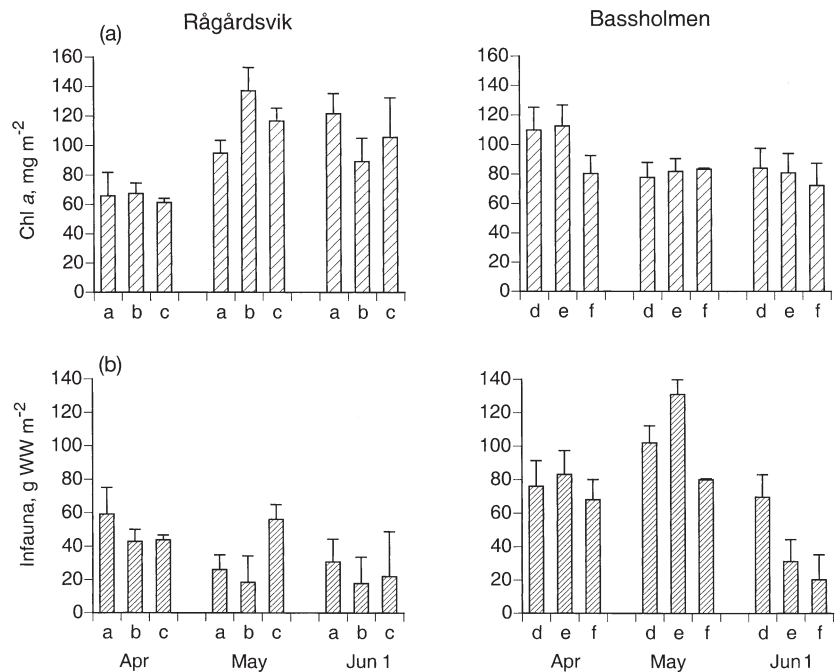 Rågårdsvik Bassholmen
(a)
Chl a, mg m-2
160 160
140 140
120 120
100 100
80 80
60 60
40 40
20 20
0 0
a b c a b c a b c d e f d e f d e f
(b)
Infauna, g WW m-2
140 140
120 120
100 100
80 80
60 60
40 40
20 20
0 0
a b c a b c a b c d e f d e f d e f
Apr May Jun 1 Apr May Jun 1